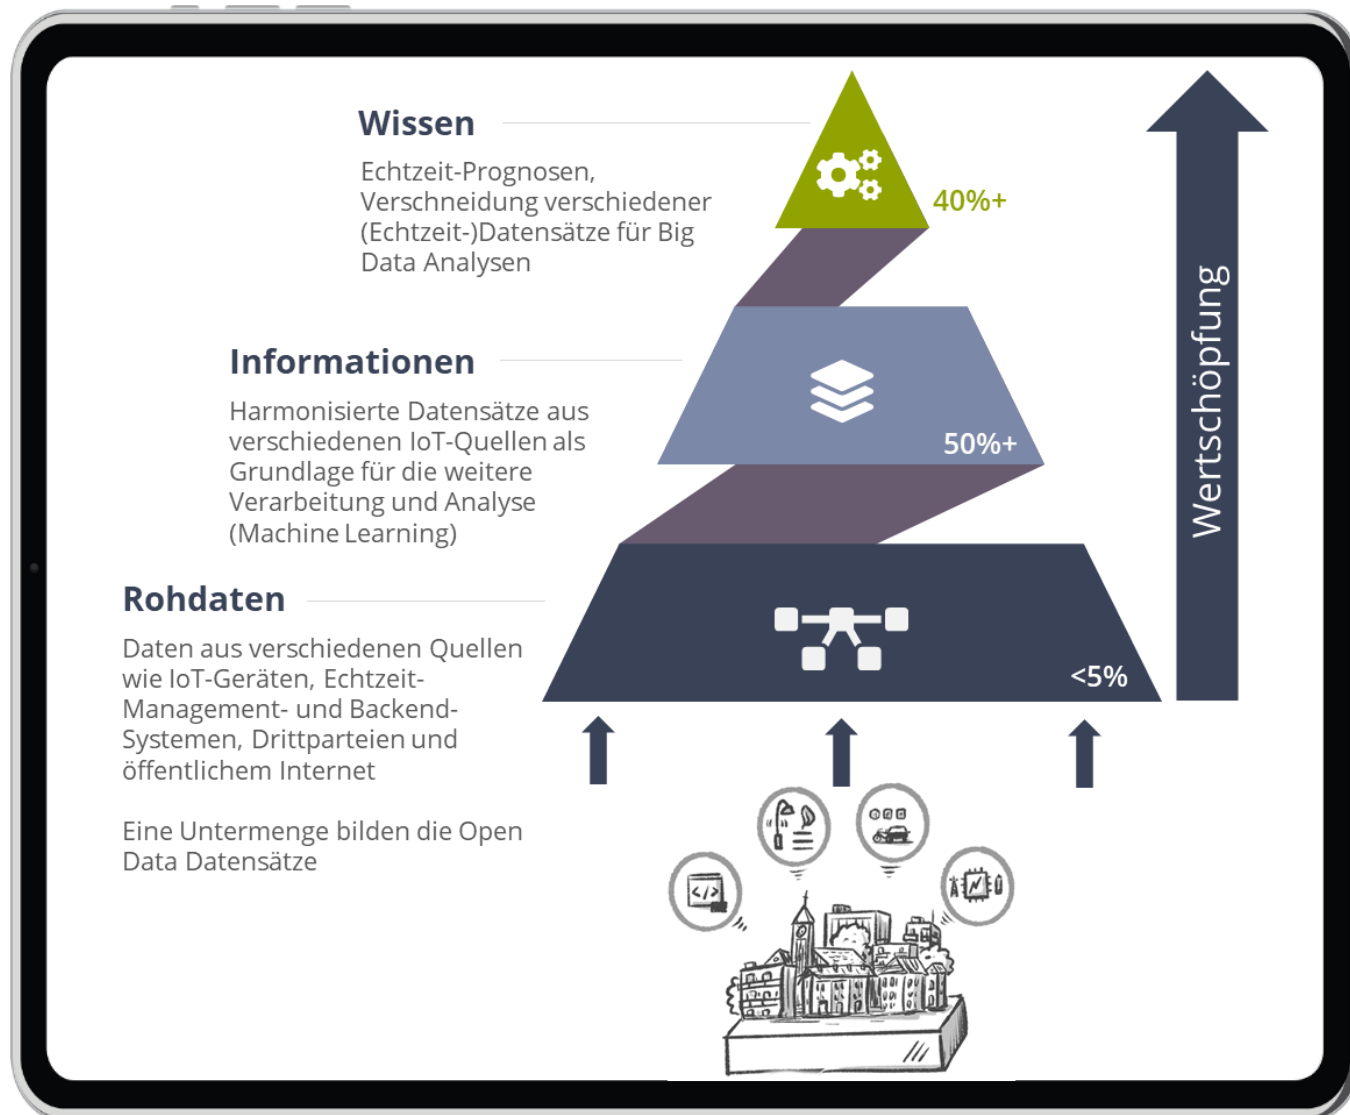 Wissen
Echtzeit-Prognosen,
Verschneidung verschiedener
(Echtzeit-)Datensätze für Big
Data Analysen
40%+
Informationen
Harmonisierte Datensätze aus
verschiedenen IoT-Quellen als
Grundlage für die weitere
Verarbeitung und Analyse
(Machine Learning)
50%+
Rohdaten
Daten aus verschiedenen Quellen
wie IoT-Geräten, Echtzeit-
Management- und Backend-
Systemen, Drittparteien und
öffentlichem Internet
Eine Untermenge bilden die Open
Data Datensätze
<5%
Wertschöpfung